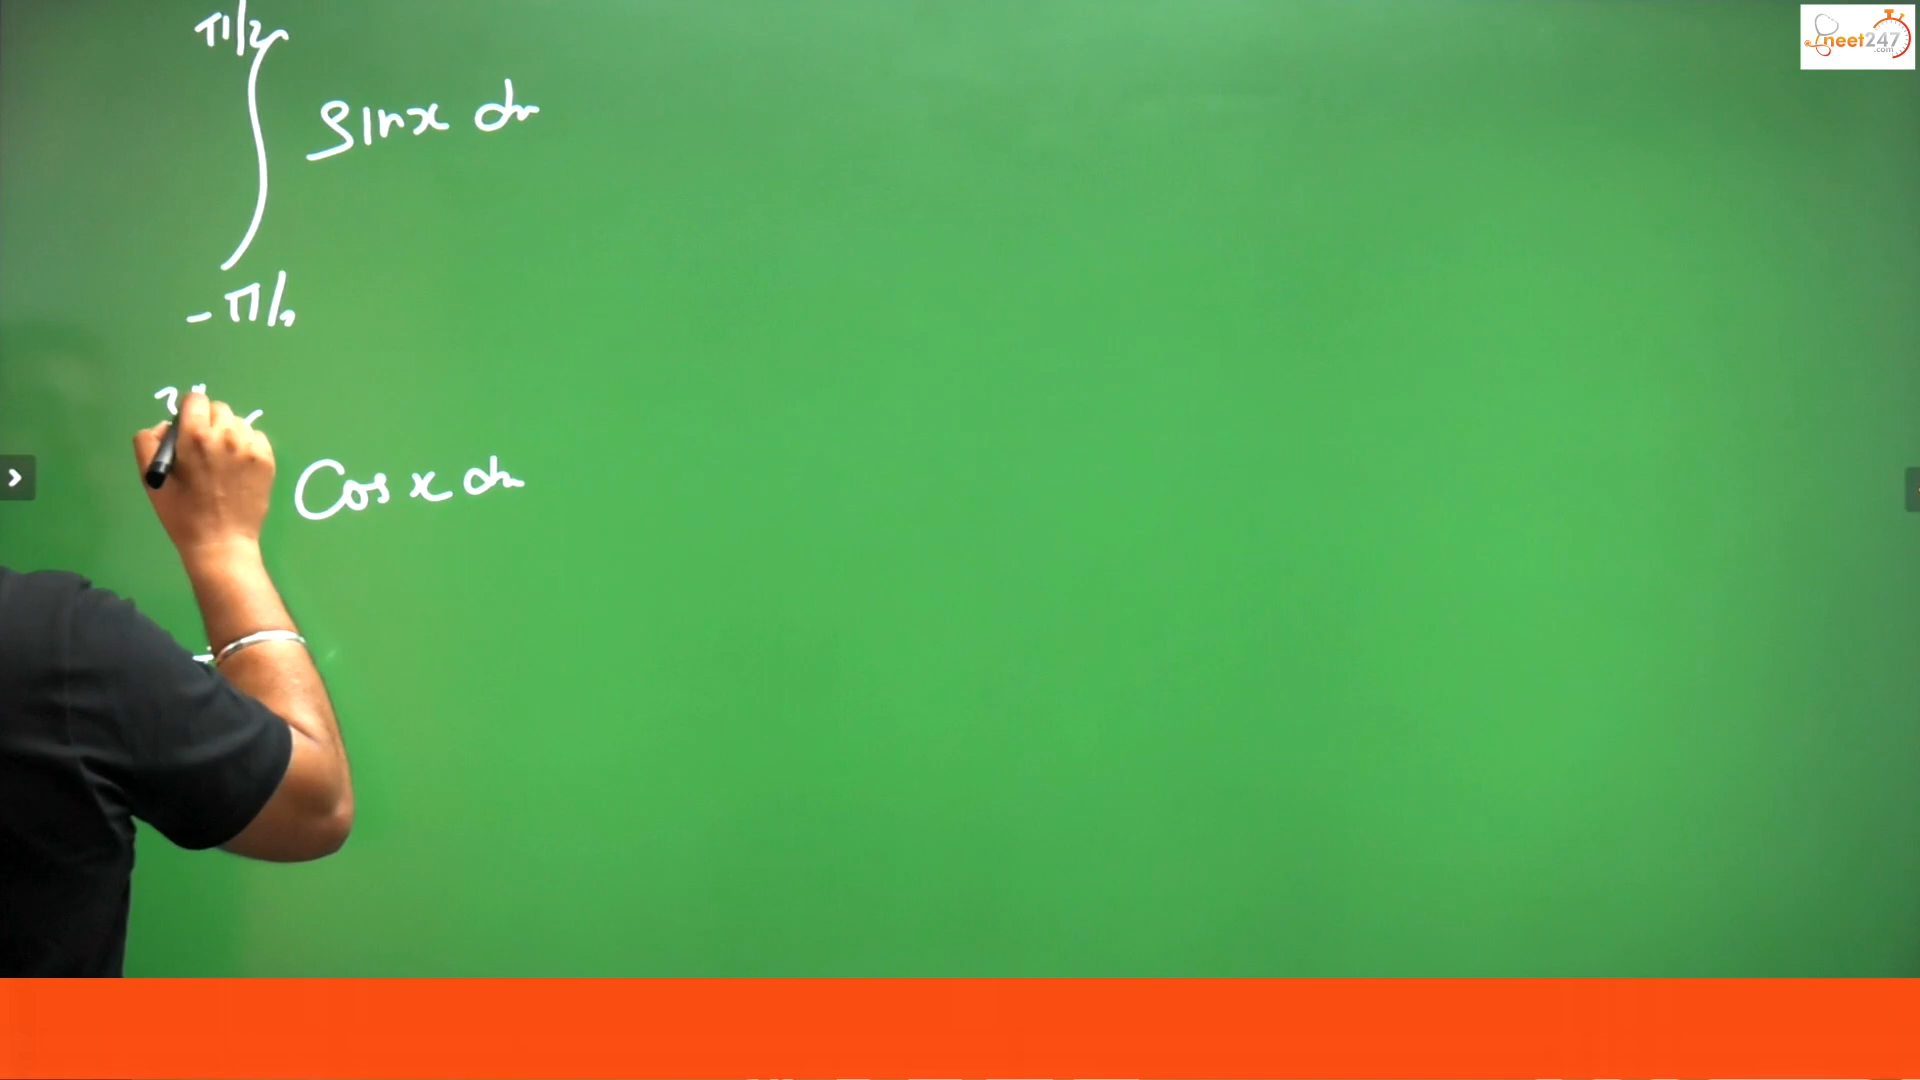 neet247
.com
π/2
∫ sinx dx
-π/2
Cos x dx